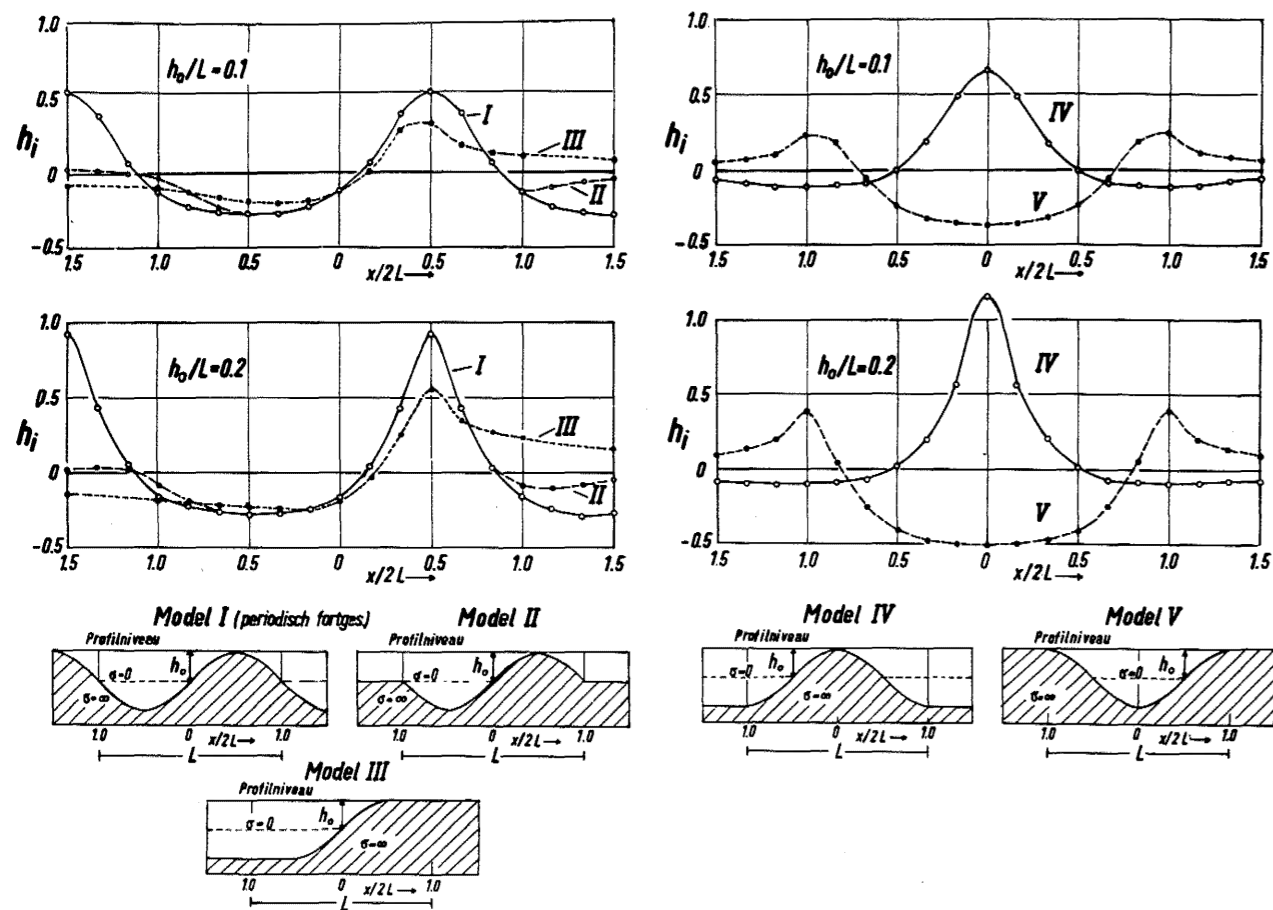 1.0
0.5
0
-0.5
hᵢ
h₀/L=0.1
I
III
II
1.5 1.0 0.5 0 0.5 1.0 1.5
x/2L→
1.0
0.5
0
-0.5
hᵢ
h₀/L=0.1
IV
V
1.5 1.0 0.5 0 0.5 1.0 1.5
x/2L→
1.0
0.5
0
-0.5
hᵢ
h₀/L=0.2
I
III
II
1.5 1.0 0.5 0 0.5 1.0 1.5
x/2L→
1.0
0.5
0
-0.5
hᵢ
h₀/L=0.2
IV
V
1.5 1.0 0.5 0 0.5 1.0 1.5
x/2L→
Model I (periodisch fortges.)
Profilniveau
σ=0
h₀
σ=∞
1.0 0 x/2L→ 1.0
L
Model II
Profilniveau
σ=0
h₀
σ=∞
1.0 0 x/2L→ 1.0
L
Model IV
Profilniveau
σ=0
h₀
σ=∞
1.0 0 x/2L→ 1.0
L
Model V
Profilniveau
σ=0
h₀
σ=∞
1.0 0 x/2L→ 1.0
L
Model III
Profilniveau
σ=0
h₀
σ=∞
1.0 0 x/2L→ 1.0
L